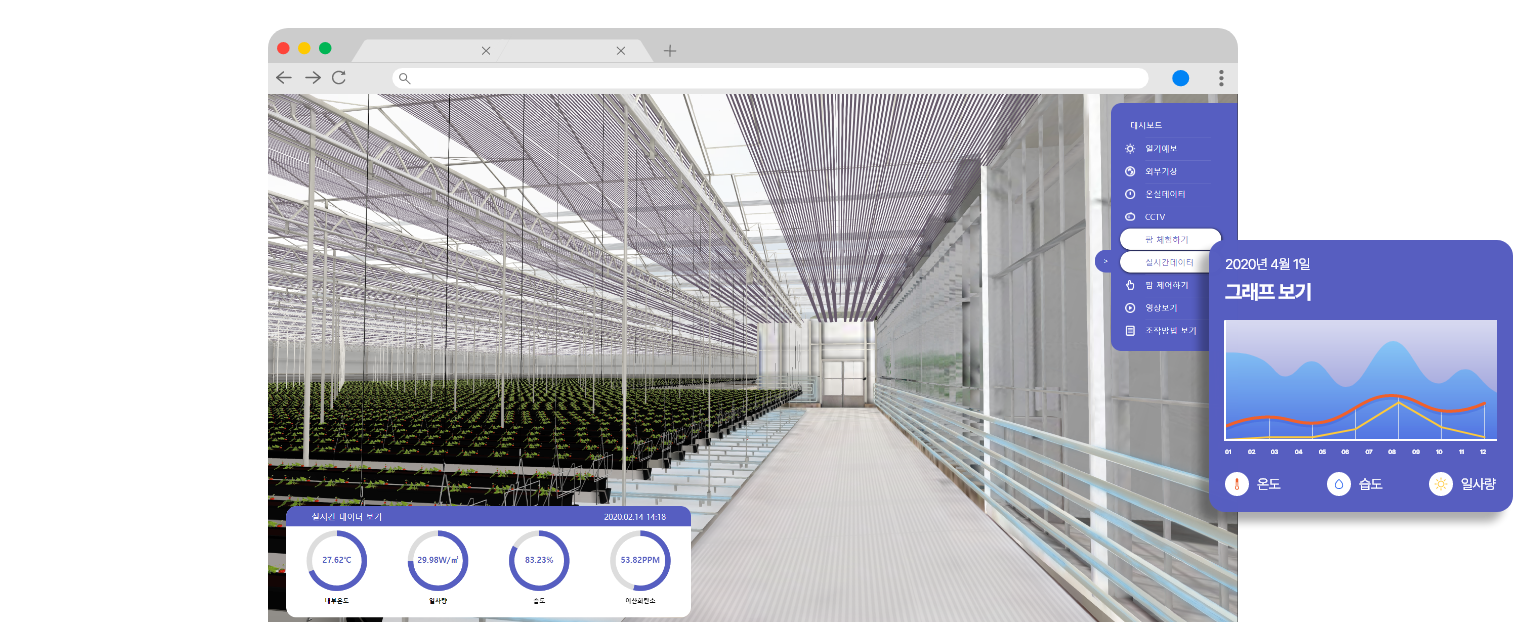 대시보드
열기예보
외부기상
온실데이터
CCTV
팜 체험하기
실시간데이터
팜 제어하기
영상보기
조작방법 보기
>
2020년 4월 1일
그래프 보기
01 02 03 04 05 06 07 08 09 10 11 12
온도 습도 일사량
실시간 데이터 보기 2020.02.14 14:18
27.62℃ 29.98W/㎡ 83.23% 53.82PPM
내부온도 일사량 습도 이산화탄소